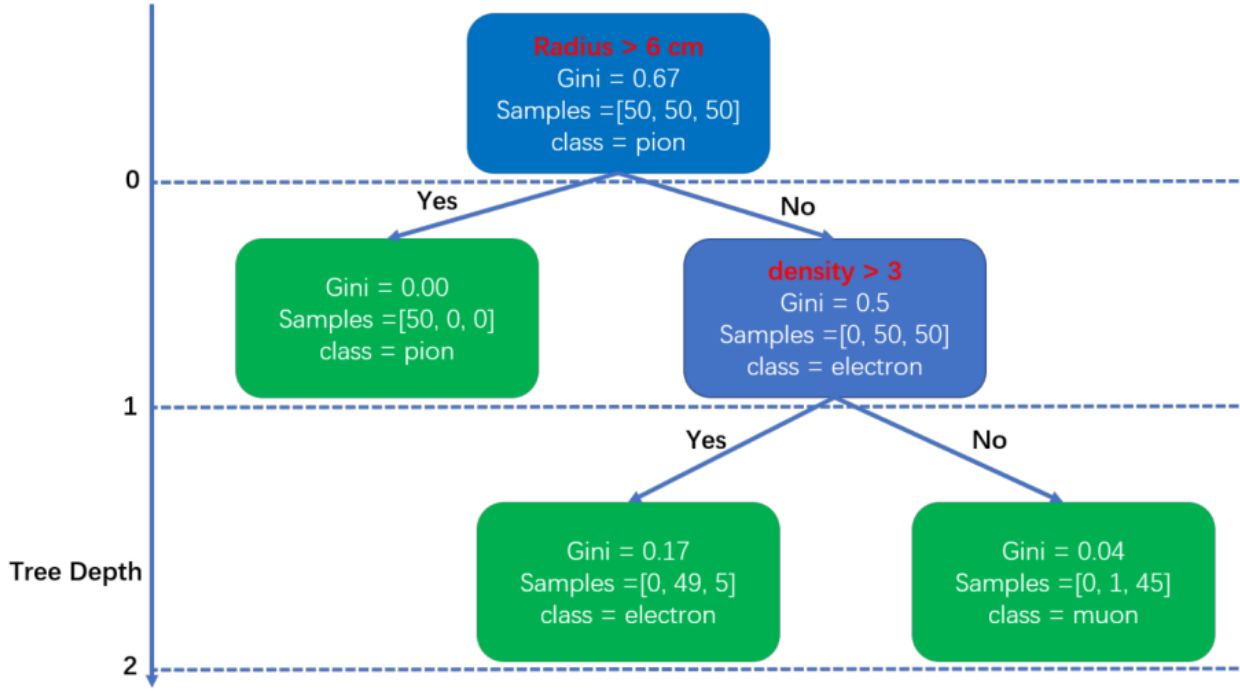 Radius > 6 cm
Gini = 0.67
Samples =[50, 50, 50]
class = pion
0
Yes
No
Gini = 0.00
Samples =[50, 0, 0]
class = pion
density > 3
Gini = 0.5
Samples =[0, 50, 50]
class = electron
1
Yes
No
Gini = 0.17
Samples =[0, 49, 5]
class = electron
Gini = 0.04
Samples =[0, 1, 45]
class = muon
Tree Depth
2